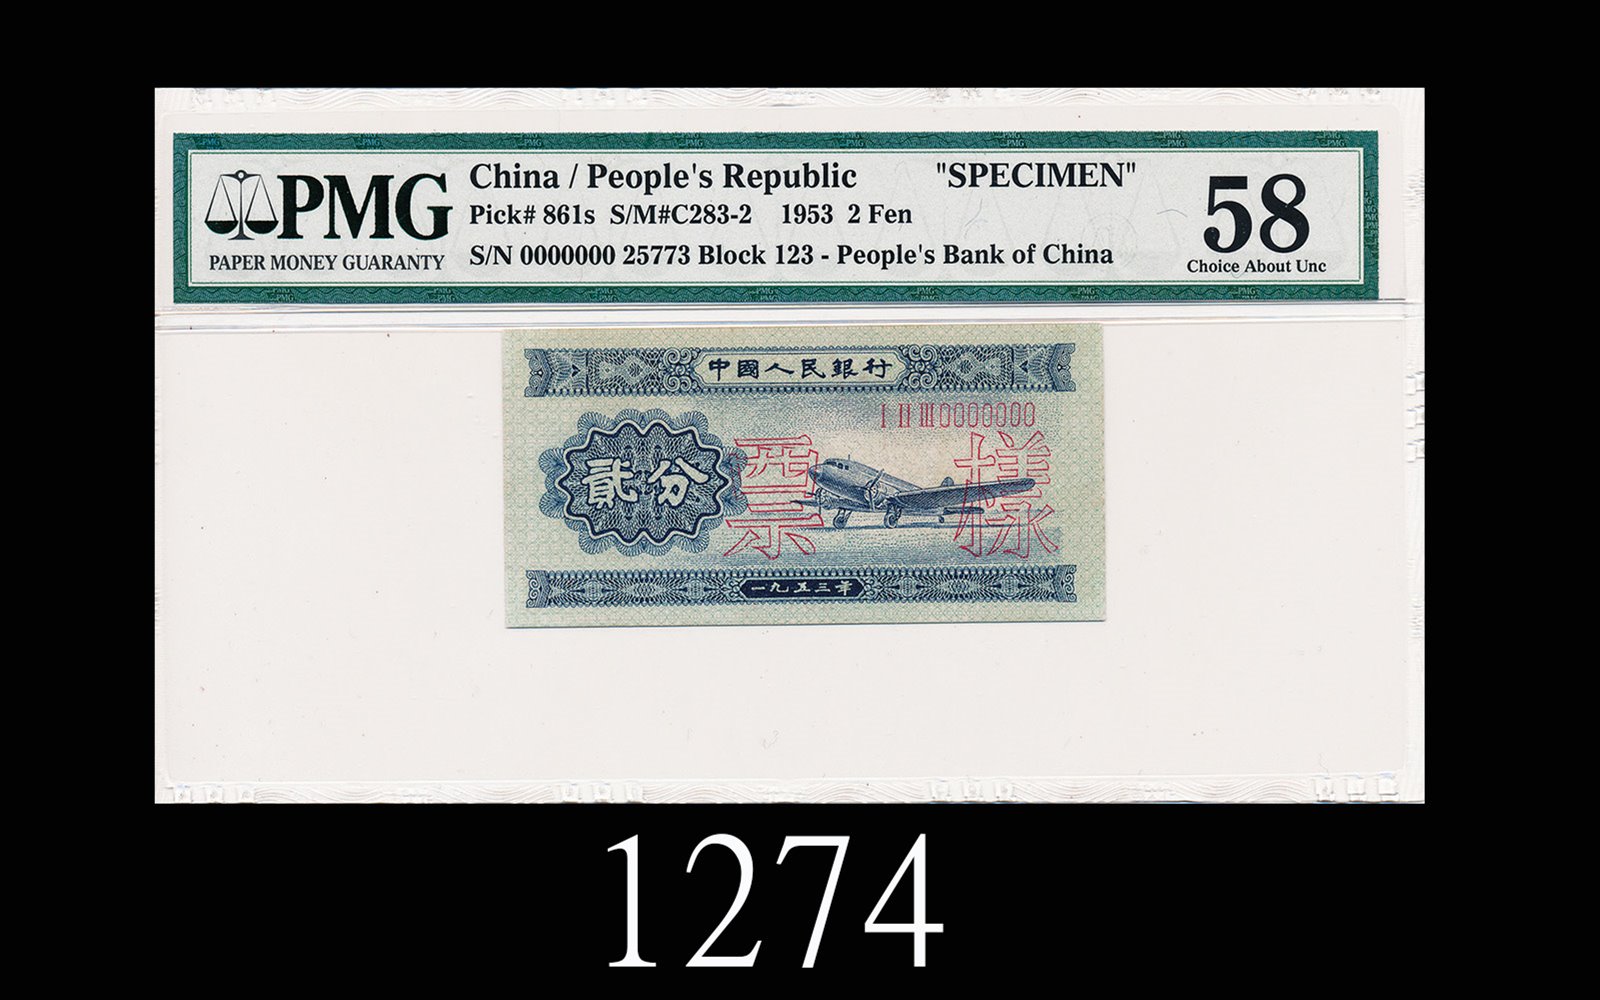 China / People's Republic "SPECIMEN"
PMG
Pick# 861s S/M#C283-2 1953 2 Fen
58
PAPER MONEY GUARANTY
S/N 0000000 25773 Block 123 - People's Bank of China
Choice About Unc
中國人民銀行
I II III 0000000
票樣
貳分
一九五三年
1274